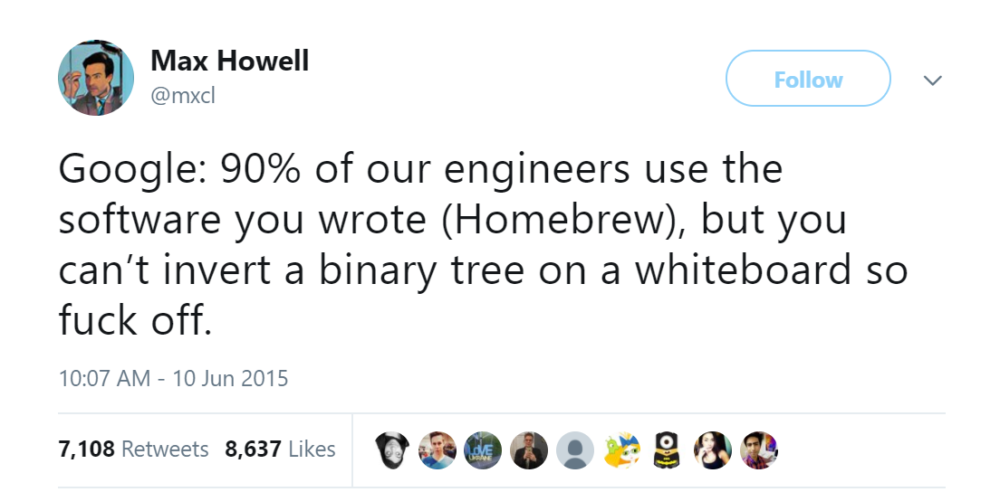 Max Howell
@mxcl
Follow
Google: 90% of our engineers use the
software you wrote (Homebrew), but you
can’t invert a binary tree on a whiteboard so
fuck off.
10:07 AM - 10 Jun 2015
7,108 Retweets 8,637 Likes
LOVE
UKRAINE